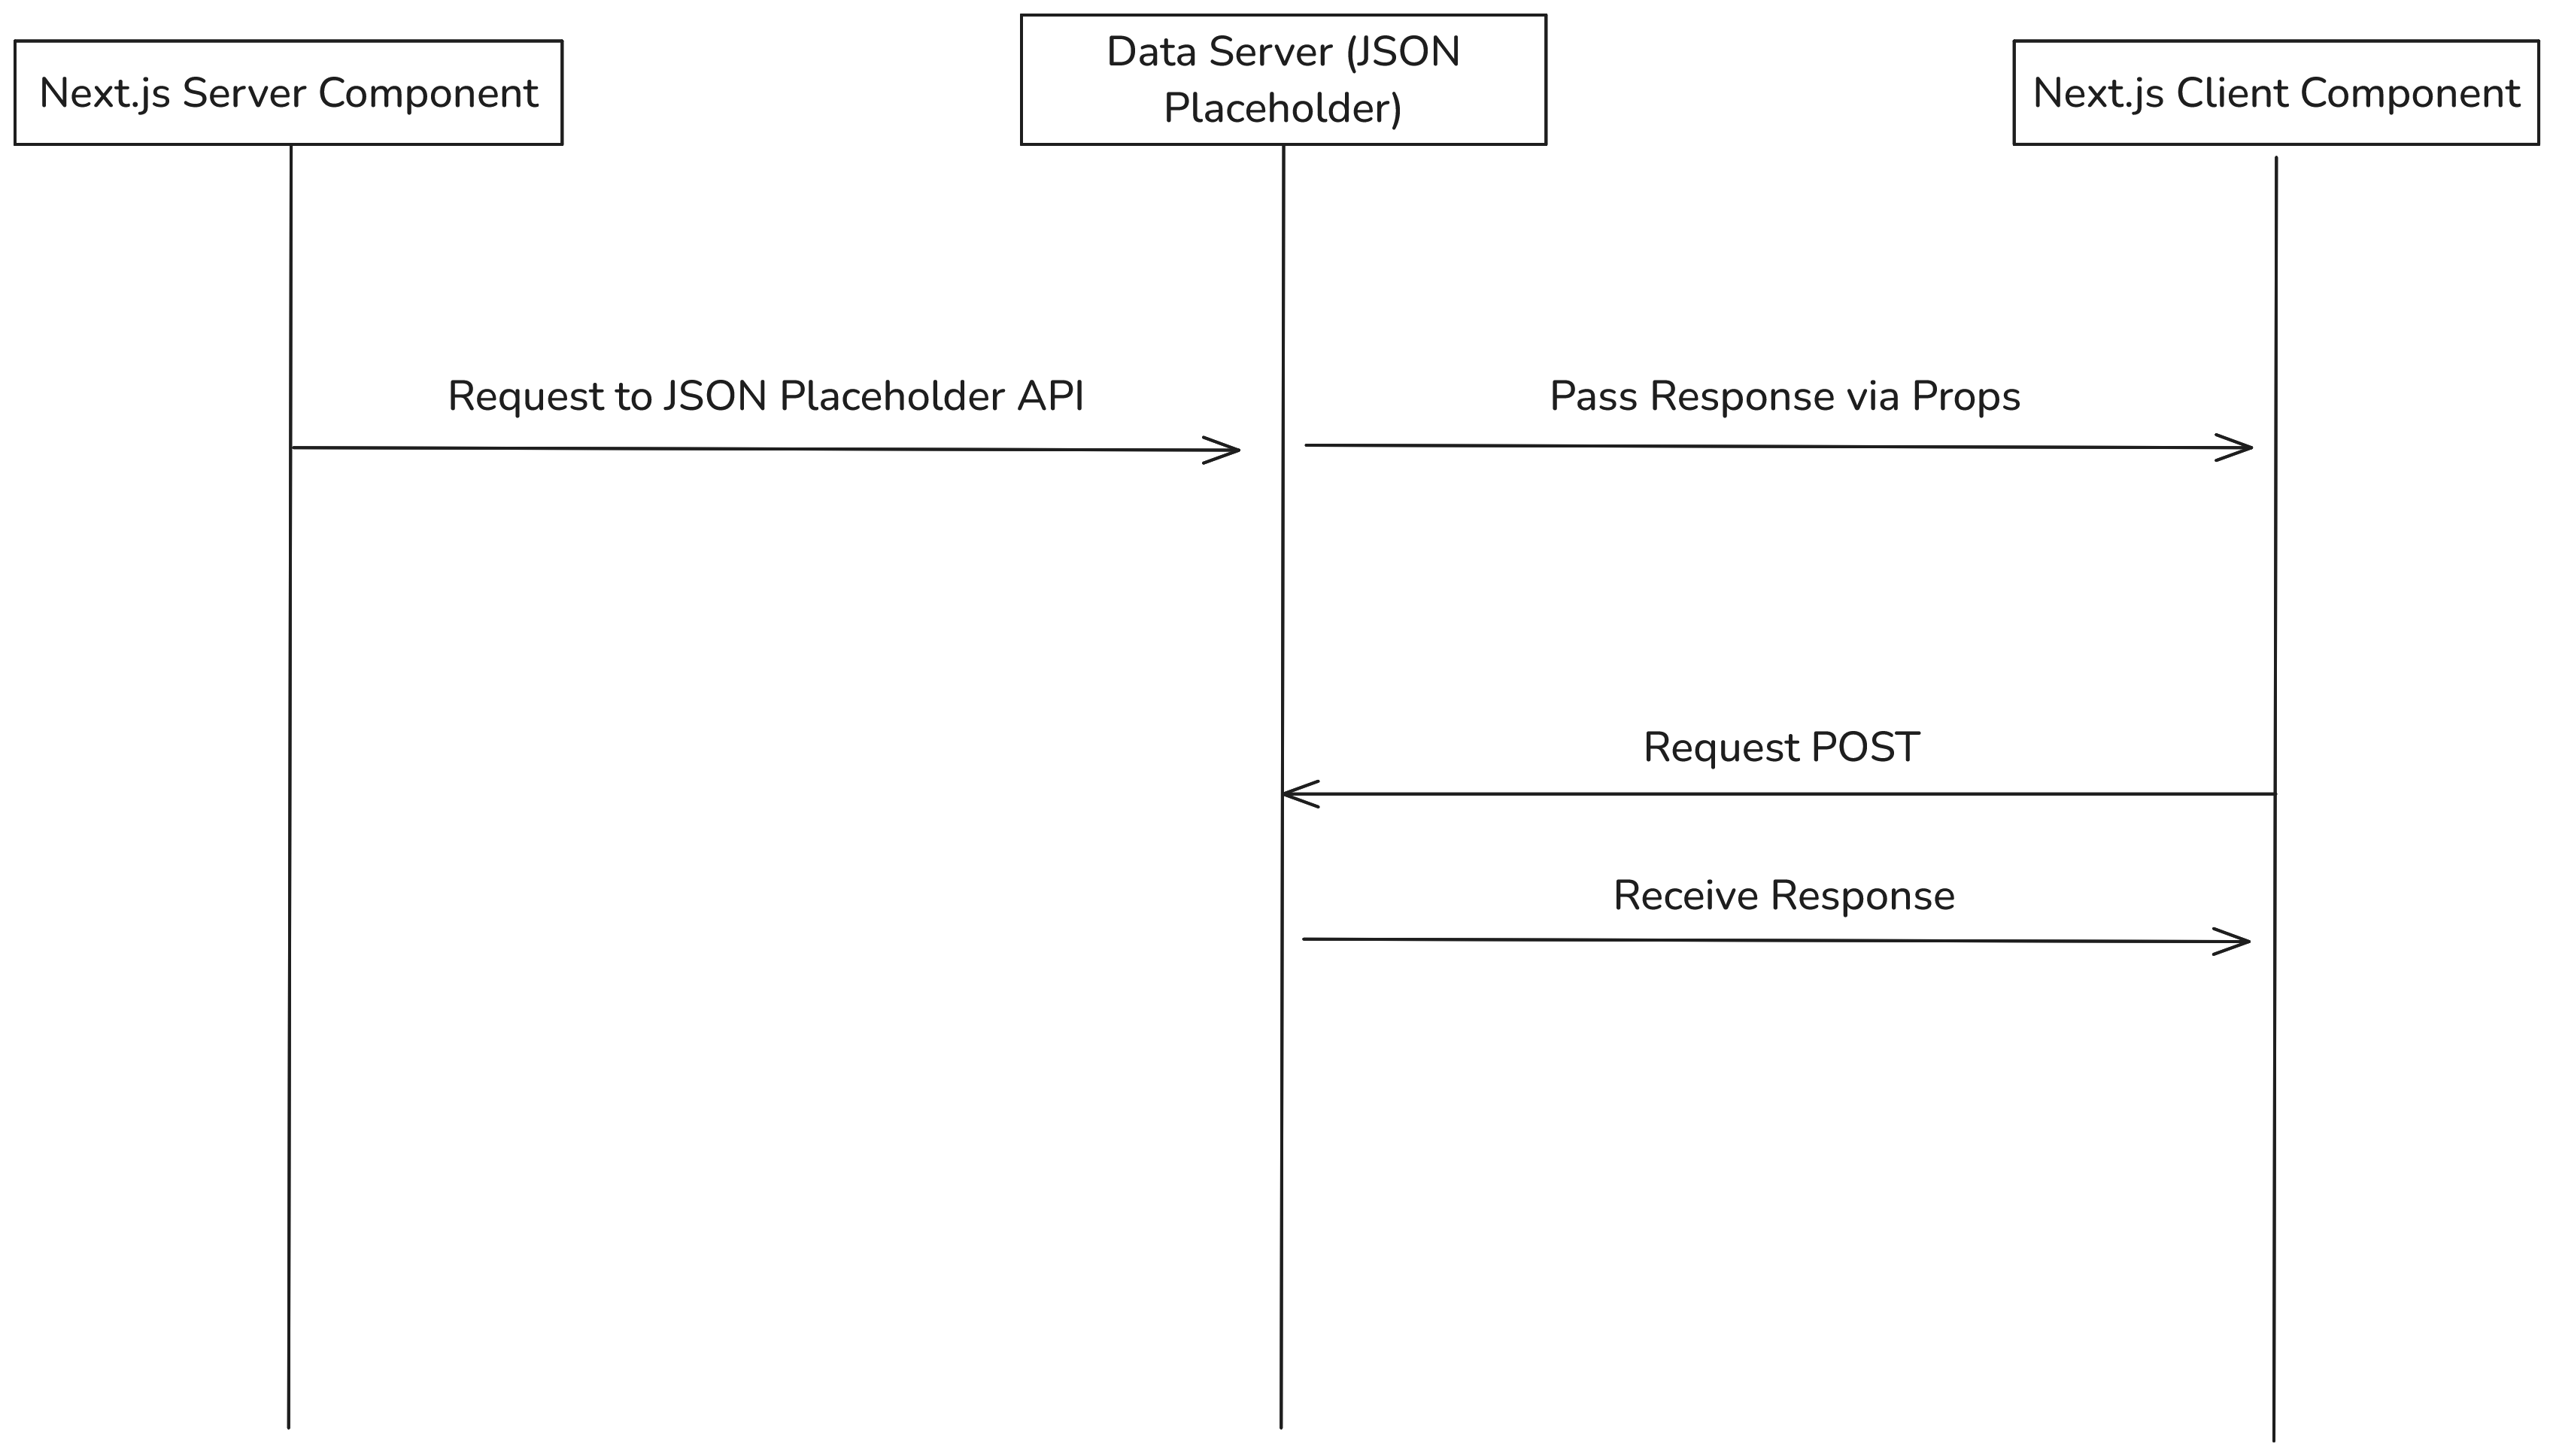 Next.js Server Component
Data Server (JSON
Placeholder)
Next.js Client Component
Request to JSON Placeholder API
Pass Response via Props
Request POST
Receive Response